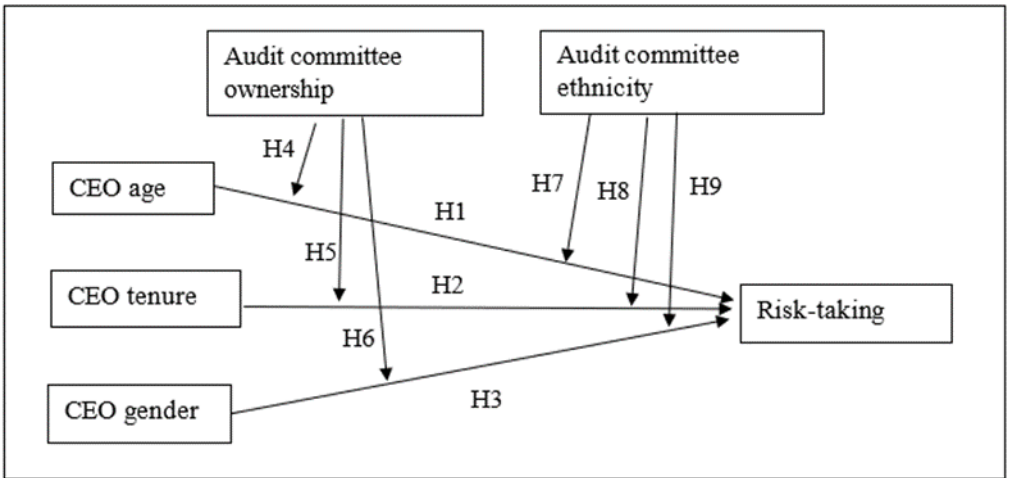 Audit committee
ownership
Audit committee
ethnicity
H4
CEO age
H7
H8
H9
H1
H5
CEO tenure
H2
Risk-taking
H6
H3
CEO gender